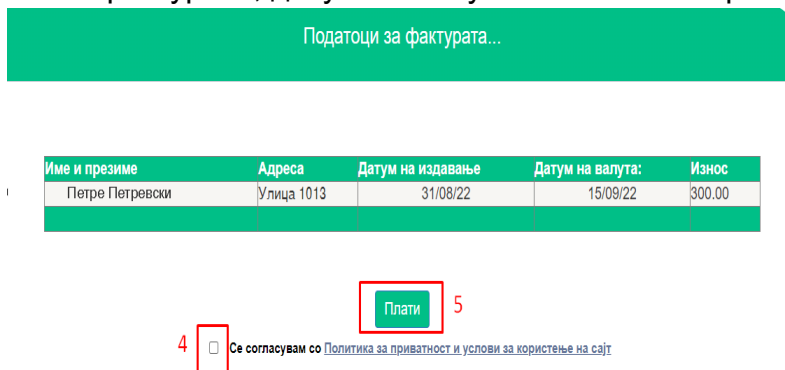 Податоци за фактурата...
Име и презиме Адреса Датум на издавање Датум на валута: Износ
Петре Петревски Улица 1013 31/08/22 15/09/22 300.00
Плати 5
4 Се согласувам со Политика за приватност и услови за користење на сајт